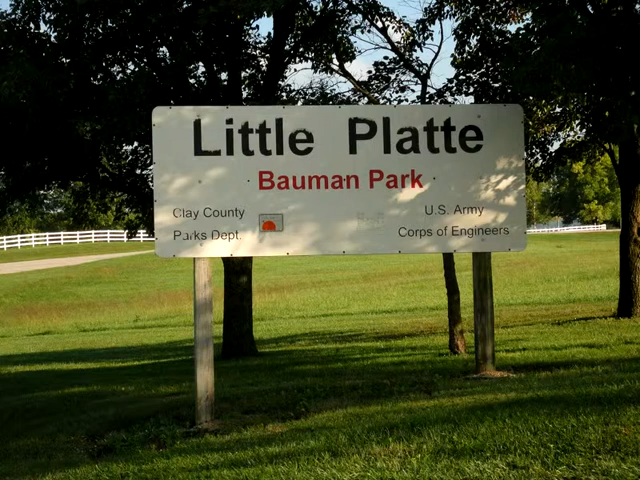 Little Platte
Bauman Park
Clay County
Parks Dept.
U.S. Army
Corps of Engineers